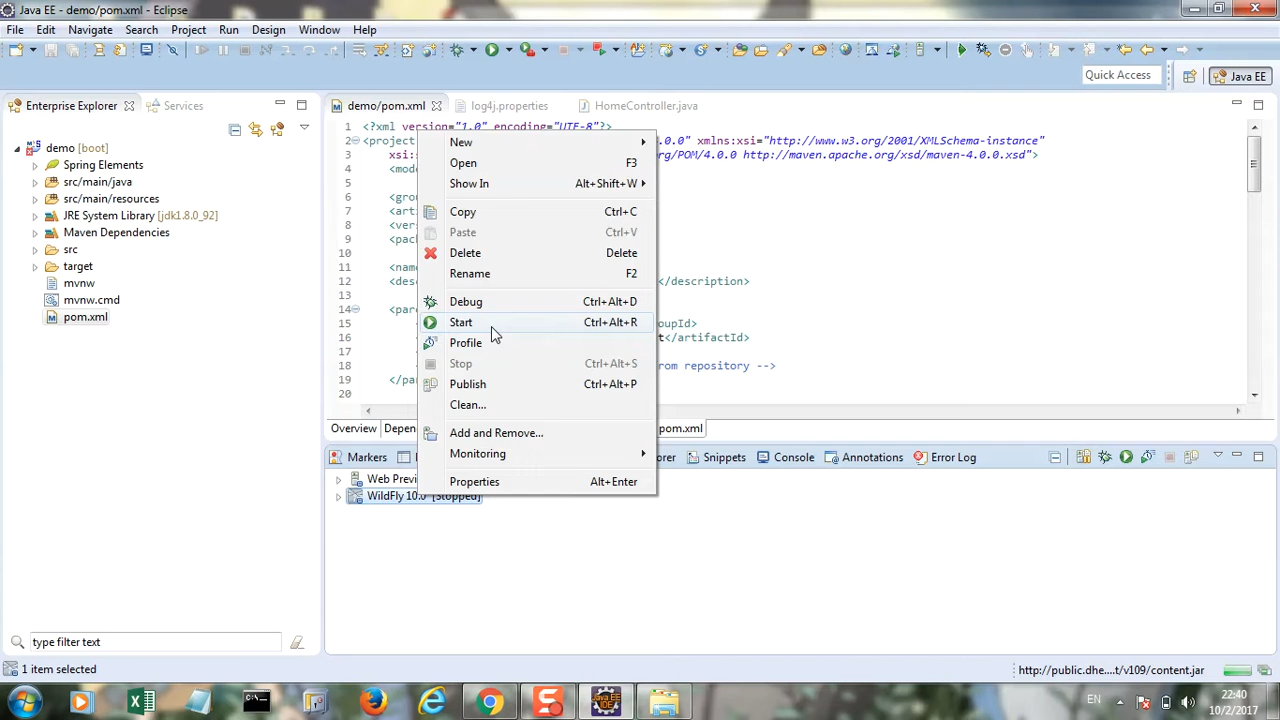 Java EE - demo/pom.xml - Eclipse
File Edit Navigate Search Project Run Design Window Help
Quick Access
Java EE
Enterprise Explorer
Services
demo [boot]
Spring Elements
src/main/java
src/main/resources
JRE System Library [jdk1.8.0_92]
Maven Dependencies
src
target
mvnw
mvnw.cmd
pom.xml
type filter text
demo/pom.xml
log4j.properties
HomeController.java
1 <?xml version="1.0" encoding="UTF-8"?>
2 <project .0.0" xmlns:xsi="http://www.w3.org/2001/XMLSchema-instance"
3 xsi:s org/POM/4.0.0 http://maven.apache.org/xsd/maven-4.0.0.xsd">
4 <mode
5
6 <grou
7 <arti
8 <vers
9 <pack
10
11 <name
12 <desc </description>
13
14 <pare
15 oupId>
16 t</artifactId>
17
18 rom repository -->
19 </par
20
New
Open F3
Show In Alt+Shift+W
Copy Ctrl+C
Paste Ctrl+V
Delete Delete
Rename F2
Debug Ctrl+Alt+D
Start Ctrl+Alt+R
Profile
Stop Ctrl+Alt+S
Publish Ctrl+Alt+P
Clean...
Add and Remove...
Monitoring
Properties Alt+Enter
Overview Depen pom.xml
Markers orer Snippets Console Annotations Error Log
Web Previ
WildFly 10.0 [Stopped]
1 item selected
http://public.dhe....t/v109/content.jar
EN
22:40
10/2/2017